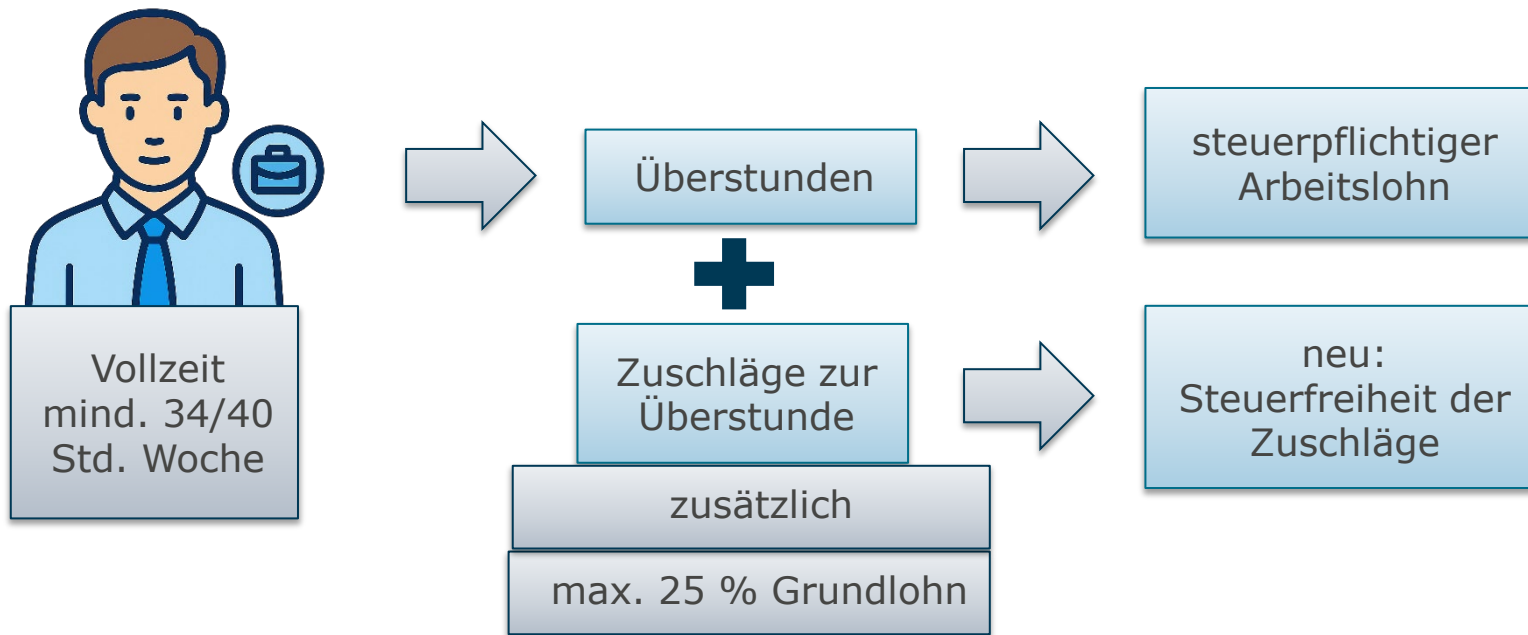 Vollzeit
mind. 34/40
Std. Woche
Überstunden
steuerpflichtiger
Arbeitslohn
Zuschläge zur
Überstunde
zusätzlich
max. 25 % Grundlohn
neu:
Steuerfreiheit der
Zuschläge